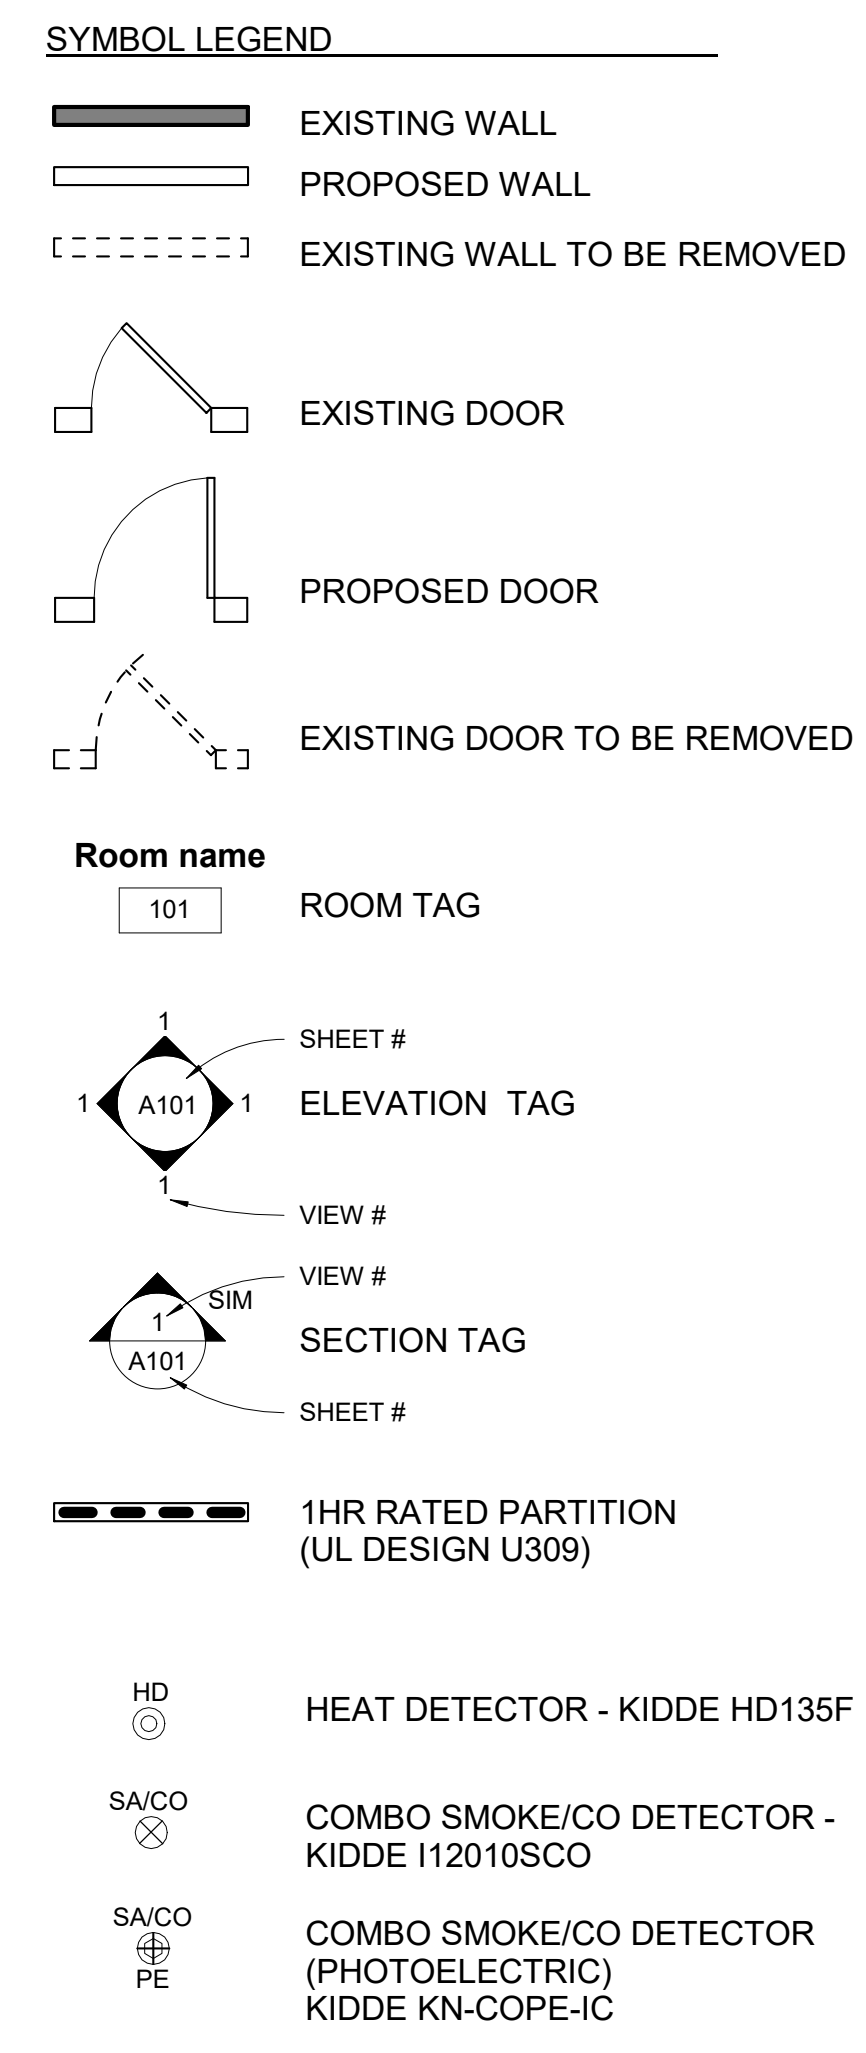 SYMBOL LEGEND
EXISTING WALL
PROPOSED WALL
EXISTING WALL TO BE REMOVED
EXISTING DOOR
PROPOSED DOOR
EXISTING DOOR TO BE REMOVED
Room name
101
ROOM TAG
1
SHEET #
1
A101
1
ELEVATION TAG
1
VIEW #
VIEW #
SIM
1
SECTION TAG
A101
SHEET #
1HR RATED PARTITION
(UL DESIGN U309)
HD
HEAT DETECTOR - KIDDE HD135F
SA/CO
COMBO SMOKE/CO DETECTOR -
KIDDE I12010SCO
SA/CO
PE
COMBO SMOKE/CO DETECTOR
(PHOTOELECTRIC)
KIDDE KN-COPE-IC